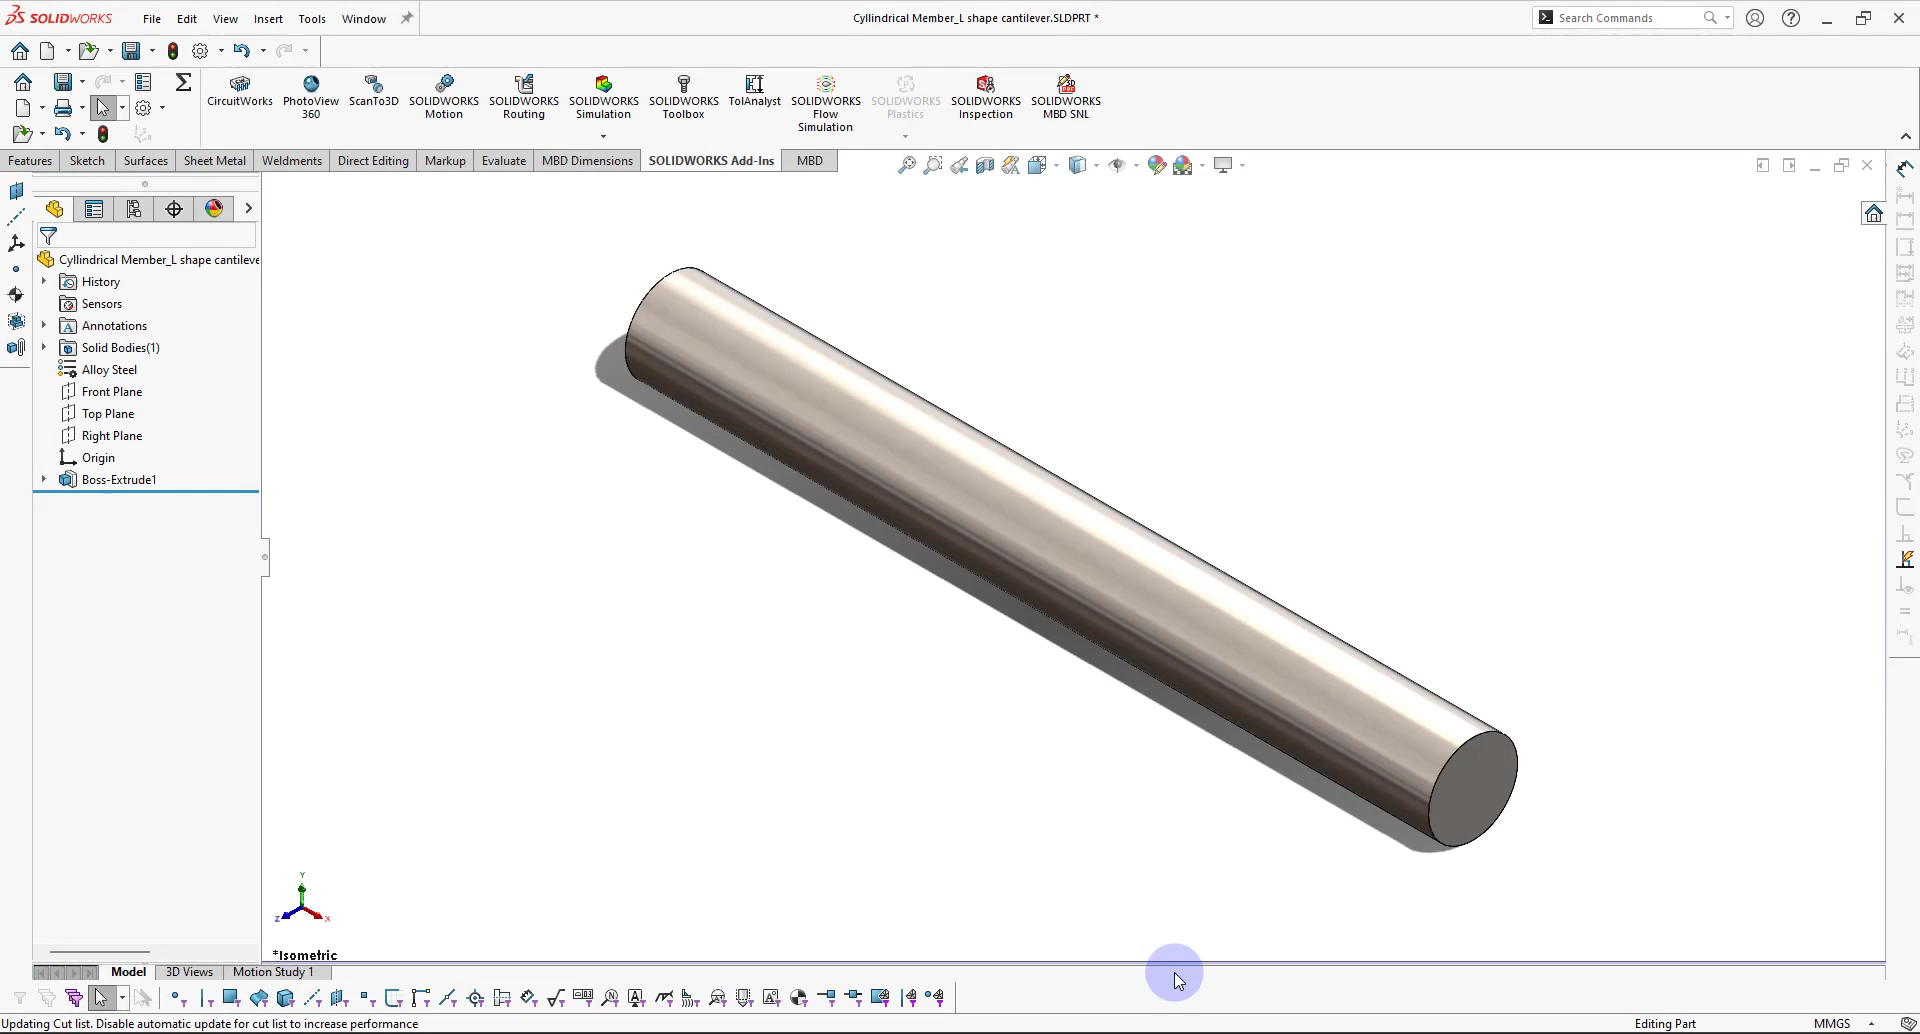 SOLIDWORKS File Edit View Insert Tools Window
Cyllindrical Member_L shape cantilever.SLDPRT *
Search Commands
CircuitWorks
PhotoView 360
ScanTo3D
SOLIDWORKS Motion
SOLIDWORKS Routing
SOLIDWORKS Simulation
SOLIDWORKS Toolbox
TolAnalyst
SOLIDWORKS Flow Simulation
SOLIDWORKS Plastics
SOLIDWORKS Inspection
SOLIDWORKS MBD SNL
Features Sketch Surfaces Sheet Metal Weldments Direct Editing Markup Evaluate MBD Dimensions SOLIDWORKS Add-Ins MBD
Cyllindrical Member_L shape cantileve
History
Sensors
Annotations
Solid Bodies(1)
Alloy Steel
Front Plane
Top Plane
Right Plane
Origin
Boss-Extrude1
Y
Z X
*Isometric
Model 3D Views Motion Study 1
Updating Cut list. Disable automatic update for cut list to increase performance
Editing Part
MMGS